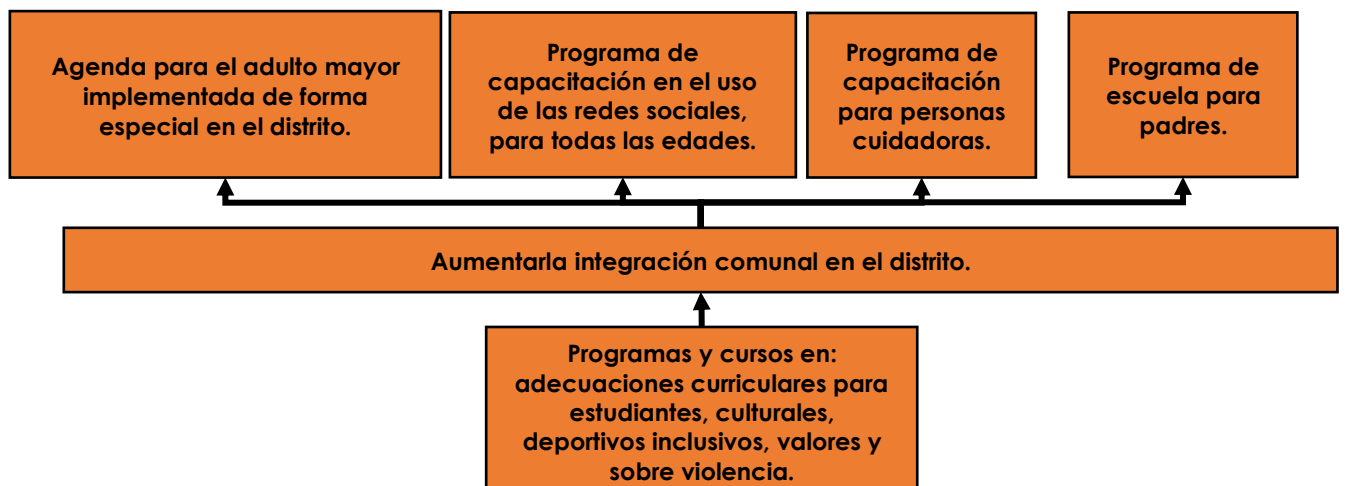 Agenda para el adulto mayor
implementada de forma
especial en el distrito.
Programa de
capacitación en el uso
de las redes sociales,
para todas las edades.
Programa de
capacitación
para personas
cuidadoras.
Programa de
escuela para
padres.
Aumentarla integración comunal en el distrito.
Programas y cursos en:
adecuaciones curriculares para
estudiantes, culturales,
deportivos inclusivos, valores y
sobre violencia.